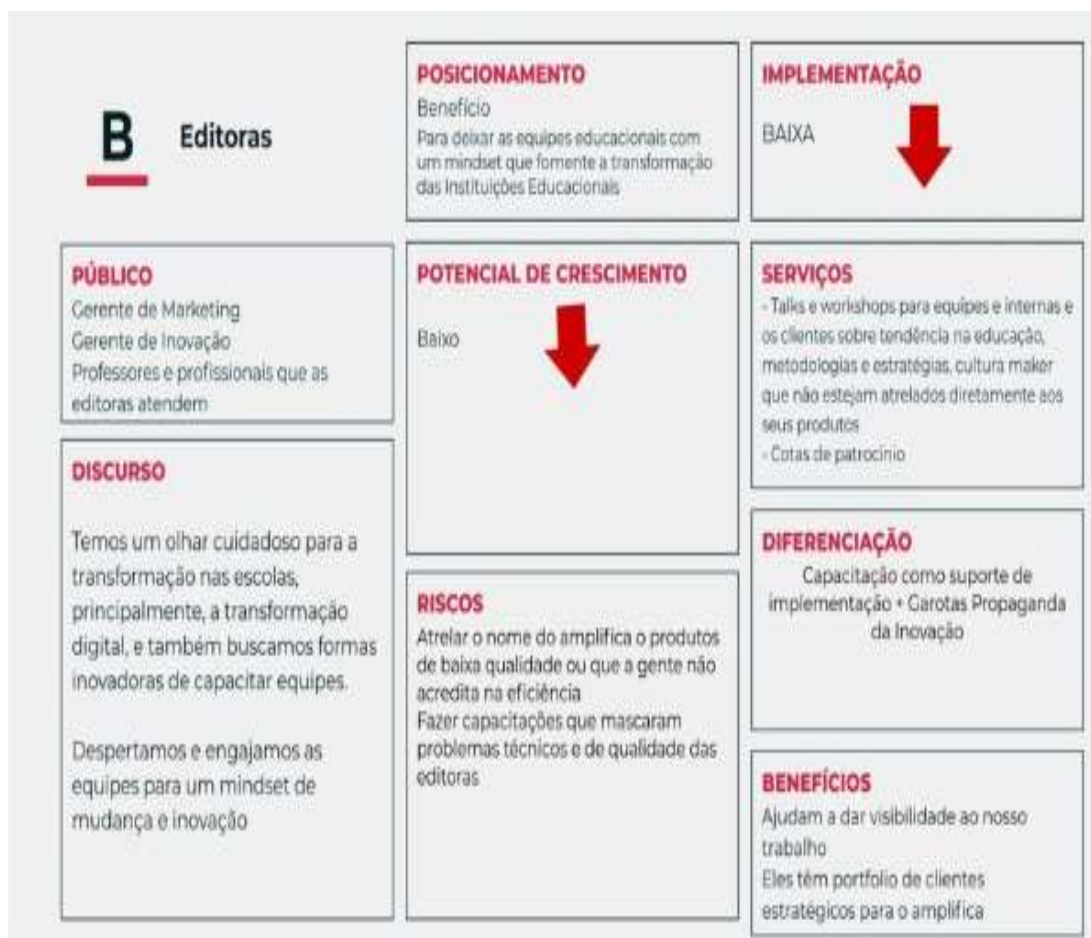 B Editoras
PÚBLICO
Gerente de Marketing
Gerente de Inovação
Professores e profissionais que as
editoras atendem
DISCURSO
Temos um olhar cuidadoso para a
transformação nas escolas,
principalmente, a transformação
digital, e também buscamos formas
inovadoras de capacitar equipes.
Despertamos e engajamos as
equipes para um mindset de
mudança e inovação
POSICIONAMENTO
Benefício
Para deixar as equipes educacionais com
um mindset que fomente a transformação
das Instituições Educacionais
POTENCIAL DE CRESCIMENTO
Baixo
RISCOS
Atrelar o nome do amplifica o produtos
de baixa qualidade ou que a gente não
acredita na eficiência
Fazer capacitações que mascaram
problemas técnicos e de qualidade das
editoras
IMPLEMENTAÇÃO
BAIXA
SERVIÇOS
- Talks e workshops para equipes e internas e
os clientes sobre tendência na educação,
metodologias e estratégias, cultura maker
que não estejam atrelados diretamente aos
seus produtos
- Cotas de patrocínio
DIFERENCIAÇÃO
Capacitação como suporte de
implementação + Garotas Propaganda
da Inovação
BENEFÍCIOS
Ajudam a dar visibilidade ao nosso
trabalho
Eles têm portfolio de clientes
estratégicos para o amplifica